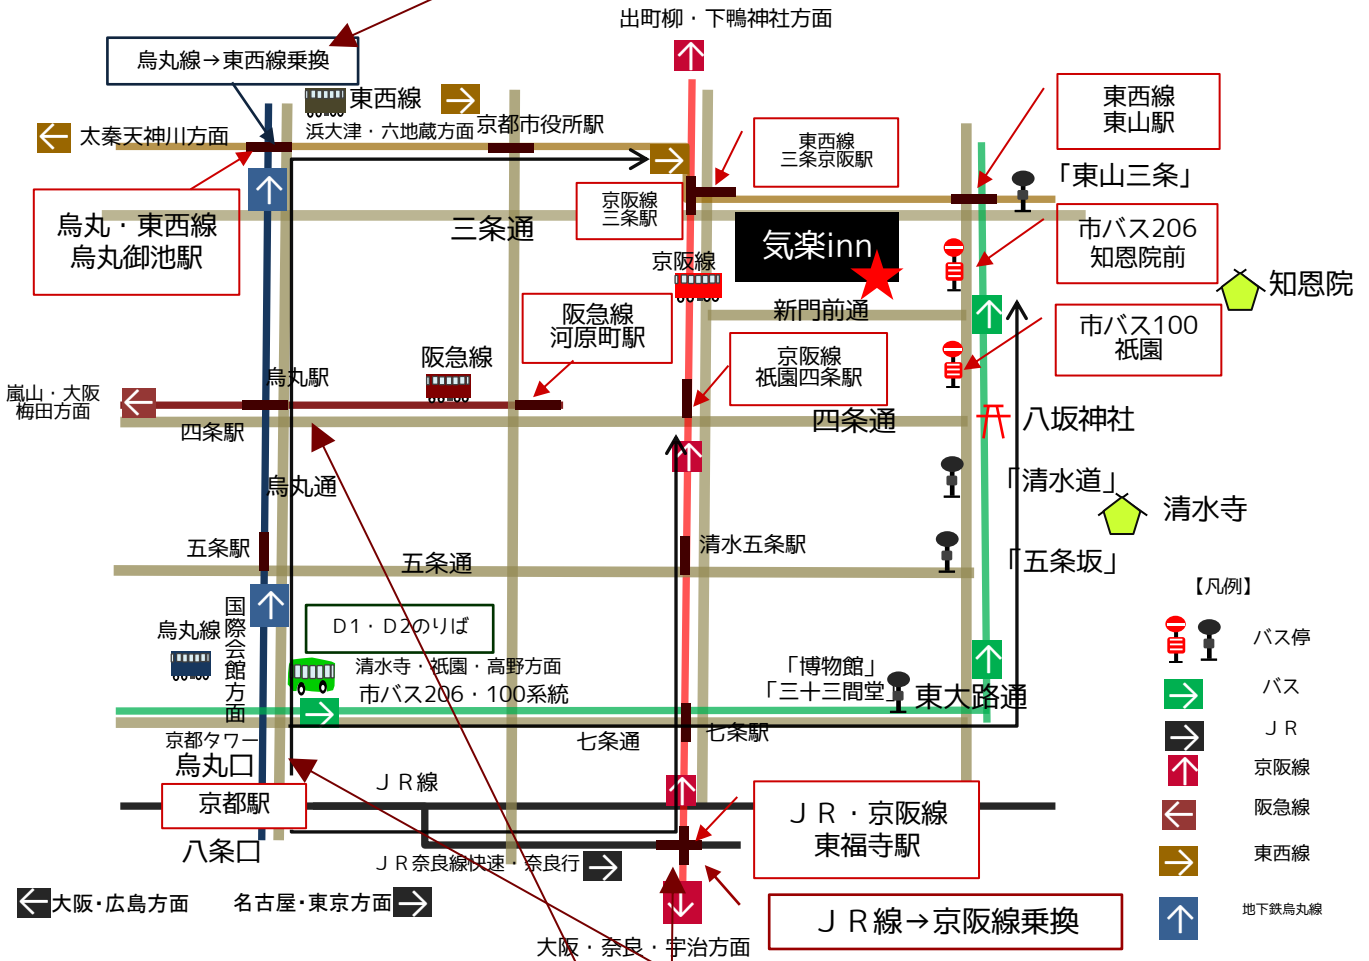 出町柳・下鴨神社方面
烏丸線→東西線乗換
東西線
浜大津・六地蔵方面
京都市役所駅
太秦天神川方面
東西線
三条京阪駅
東西線
東山駅
「東山三条」
烏丸・東西線
烏丸御池駅
三条通
京阪線
三条駅
気楽inn
市バス206
知恩院前
知恩院
京阪線
新門前通
阪急線
河原町駅
市バス100
祇園
阪急線
烏丸駅
京阪線
祇園四条駅
嵐山・大阪
梅田方面
四条駅
四条通
八坂神社
烏丸通
「清水道」
清水寺
五条駅
五条通
清水五条駅
「五条坂」
【凡例】
国際会館方面
烏丸線
D1・D2のりば
バス停
清水寺・祇園・高野方面
市バス206・100系統
「博物館」
「三十三間堂」
東大路通
バス
京都タワー
烏丸口
七条通
七条駅
ＪＲ
ＪＲ線
京阪線
京都駅
ＪＲ・京阪線
東福寺駅
阪急線
八条口
ＪＲ奈良線快速・奈良行
東西線
大阪・広島方面
名古屋・東京方面
ＪＲ線→京阪線乗換
地下鉄烏丸線
大阪・奈良・宇治方面